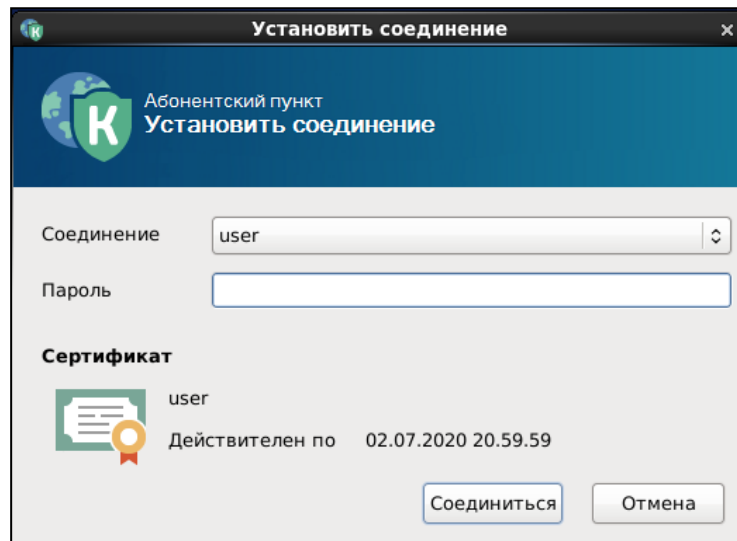 Установить соединение
Абонентский пункт
Установить соединение
K
Соединение user
Пароль
Сертификат
user
Действителен по 02.07.2020 20.59.59
Соединиться Отмена